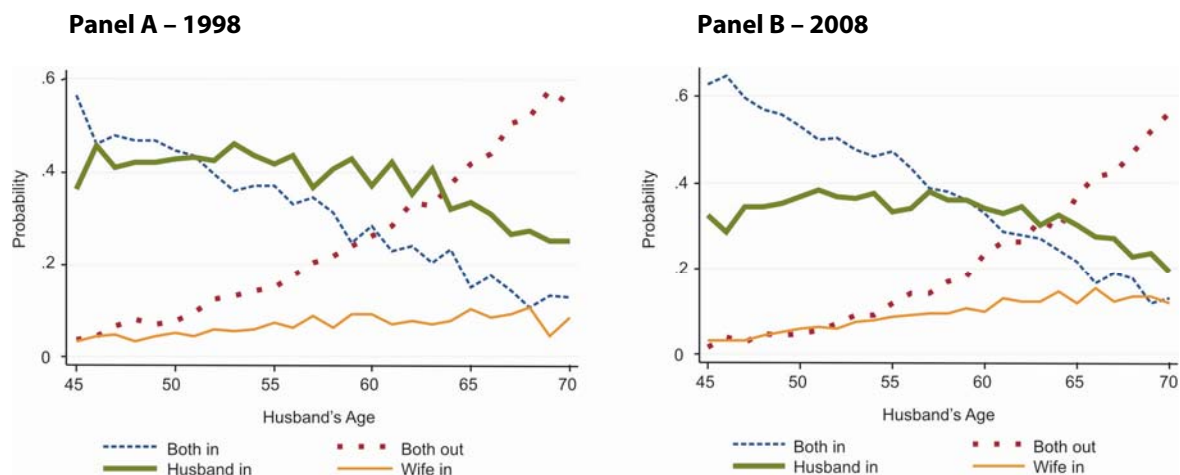 Panel A – 1998
.6
.4
.2
0
Probability
45 50 55 60 65 70
Husband's Age
Both in Both out
Husband in Wife in
Panel B – 2008
.6
.4
.2
0
Probability
45 50 55 60 65 70
Husband's Age
Both in Both out
Husband in Wife in